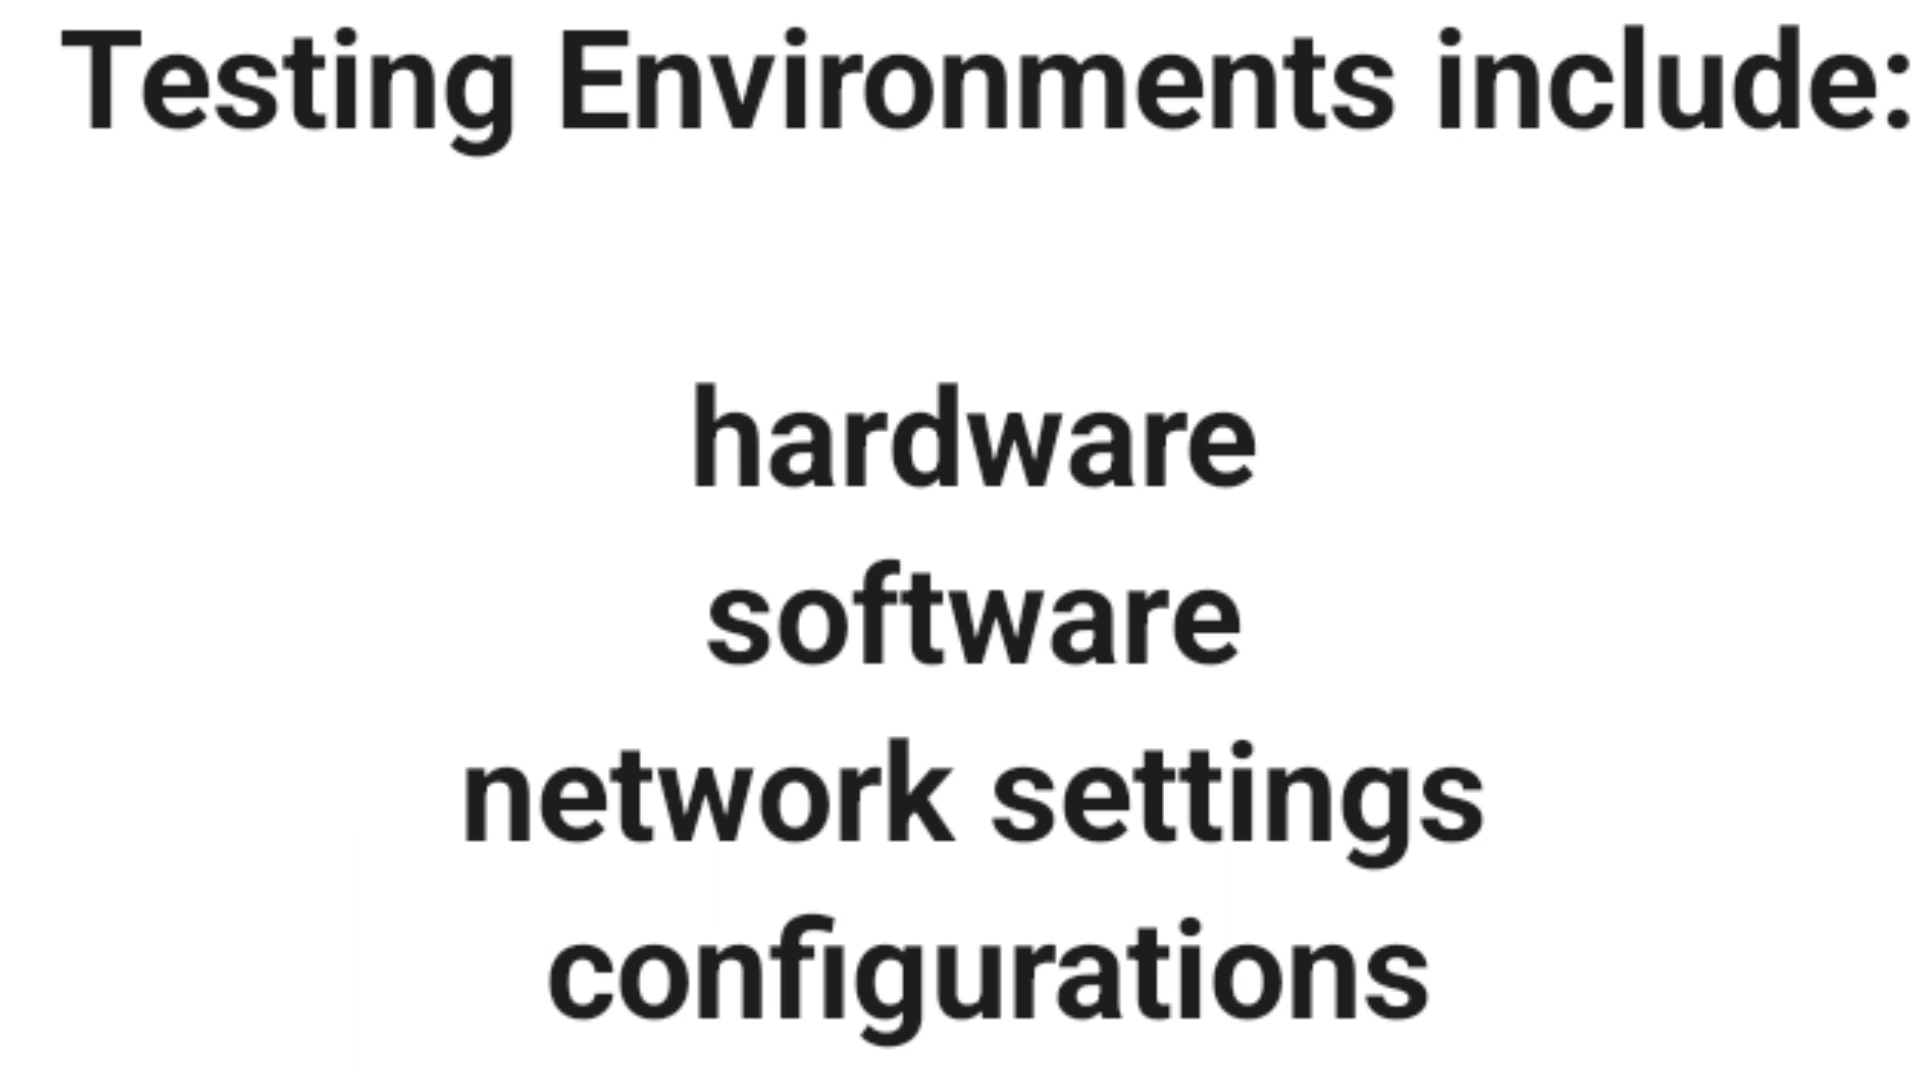 Testing Environments include:
hardware
software
network settings
configurations